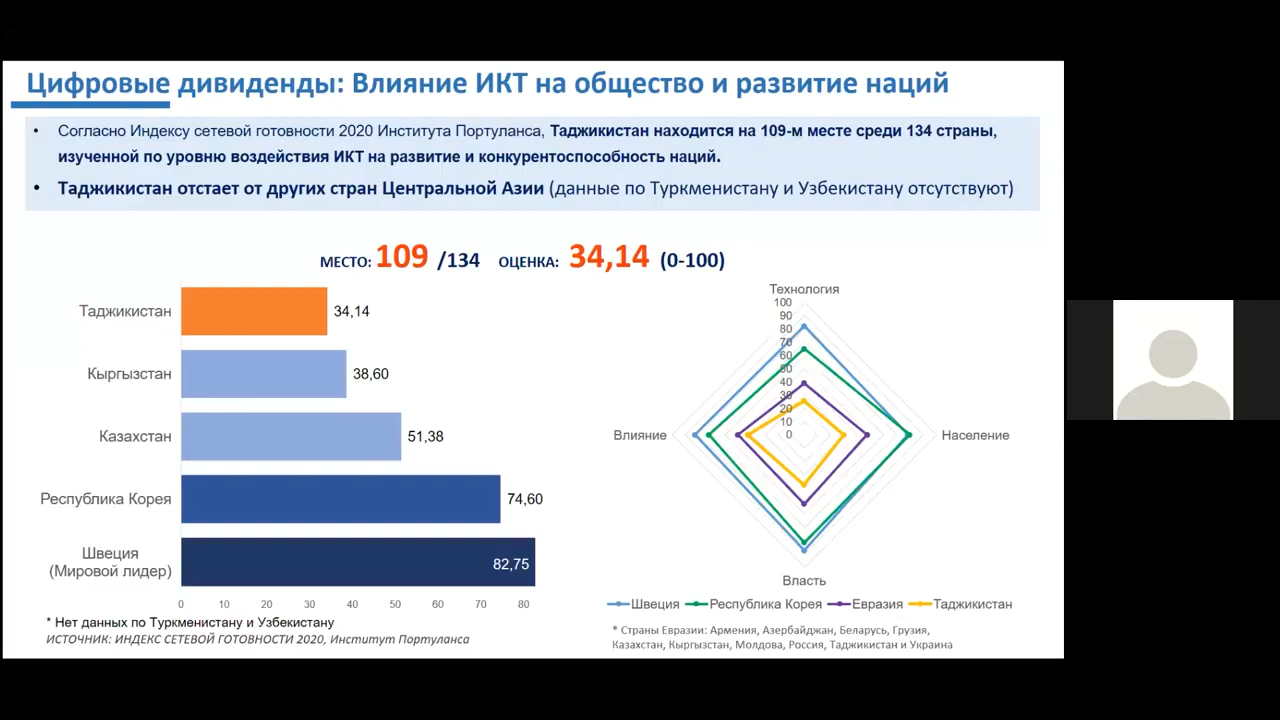 Цифровые дивиденды: Влияние ИКТ на общество и развитие наций
• Согласно Индексу сетевой готовности 2020 Института Портуланса, Таджикистан находится на 109-м месте среди 134 страны,
изученной по уровню воздействия ИКТ на развитие и конкурентоспособность наций.
• Таджикистан отстает от других стран Центральной Азии (данные по Туркменистану и Узбекистану отсутствуют)
МЕСТО: 109 /134 ОЦЕНКА: 34,14 (0-100)
Таджикистан 34,14
Кыргызстан 38,60
Казахстан 51,38
Республика Корея 74,60
Швеция
(Мировой лидер) 82,75
0 10 20 30 40 50 60 70 80
* Нет данных по Туркменистану и Узбекистану
ИСТОЧНИК: ИНДЕКС СЕТЕВОЙ ГОТОВНОСТИ 2020, Институт Портуланса
Технология
100
90
80
70
60
50
40
30
20
10
0
Влияние
Население
Власть
Швеция Республика Корея Евразия Таджикистан
* Страны Евразии: Армения, Азербайджан, Беларусь, Грузия,
Казахстан, Кыргызстан, Молдова, Россия, Таджикистан и Украина